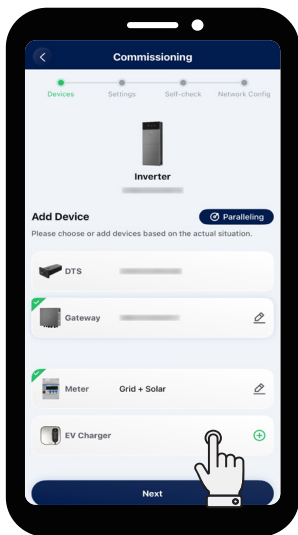 Commissioning
Devices Settings Self-check Network Config
Inverter
Add Device Paralleling
Please choose or add devices based on the actual situation.
DTS
Gateway
Meter Grid + Solar
EV Charger
Next